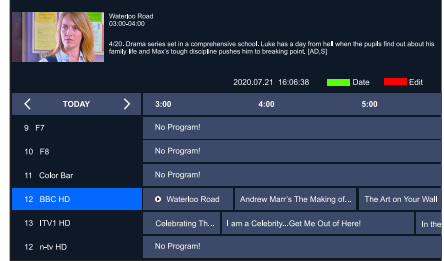 Waterloo Road
03:00-04:00
4/20. Drama series set in a comprehensive school. Luke has a day from hell when the pupils find out about his
family life and Max's tough discipline pushes him to breaking point. [AD,S]
2020.07.21 16:06:38 Date Edit
< TODAY > 3:00 4:00 5:00
9 F7 No Program!
10 F8 No Program!
11 Color Bar No Program!
12 BBC HD Waterloo Road Andrew Marr's The Making of... The Art on Your Wall
13 ITV1 HD Celebrating Th... I am a Celebrity...Get Me Out of Here! In the
12 n-tv HD No Program!